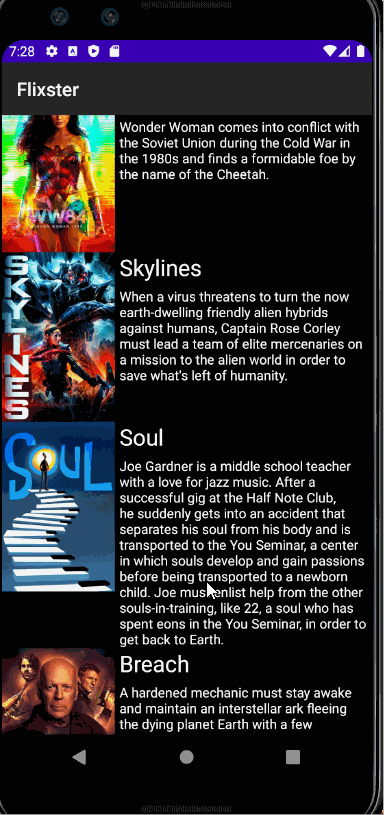 7:28
Flixster
Wonder Woman comes into conflict with
the Soviet Union during the Cold War in
the 1980s and finds a formidable foe by
the name of the Cheetah.
WW84
SKYLINES
Skylines
When a virus threatens to turn the now
earth-dwelling friendly alien hybrids
against humans, Captain Rose Corley
must lead a team of elite mercenaries on
a mission to the alien world in order to
save what's left of humanity.
SOUL
Soul
Joe Gardner is a middle school teacher
with a love for jazz music. After a
successful gig at the Half Note Club,
he suddenly gets into an accident that
separates his soul from his body and is
transported to the You Seminar, a center
in which souls develop and gain passions
before being transported to a newborn
child. Joe must enlist help from the other
souls-in-training, like 22, a soul who has
spent eons in the You Seminar, in order to
get back to Earth.
Breach
A hardened mechanic must stay awake
and maintain an interstellar ark fleeing
the dying planet Earth with a few